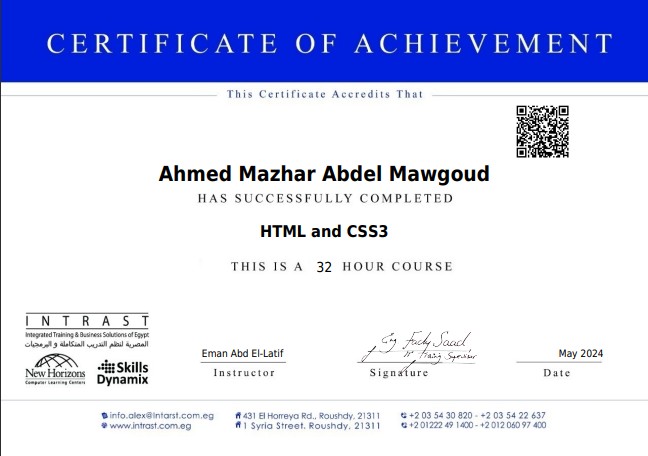 CERTIFICATE OF ACHIEVEMENT
This Certificate Accredits That
Ahmed Mazhar Abdel Mawgoud
HAS SUCCESSFULLY COMPLETED
HTML and CSS3
THIS IS A 32 HOUR COURSE
INTRAST
Integrated Training & Business Solutions of Egypt
المصرية لنظم التدريب المتكاملة و البرمجيات
New Horizons
Computer Learning Centers
Skills
Dynamix
Eman Abd El-Latif
Instructor
Eng Fady Saad
Signature
May 2024
Date
info.alex@intarst.com.eg
www.intrast.com.eg
431 El Horreya Rd., Roushdy, 21311
1 Syria Street. Roushdy, 21311
+2 03 54 30 820 - +2 03 54 22 637
+2 01222 49 1400 - +2 012 060 97 400